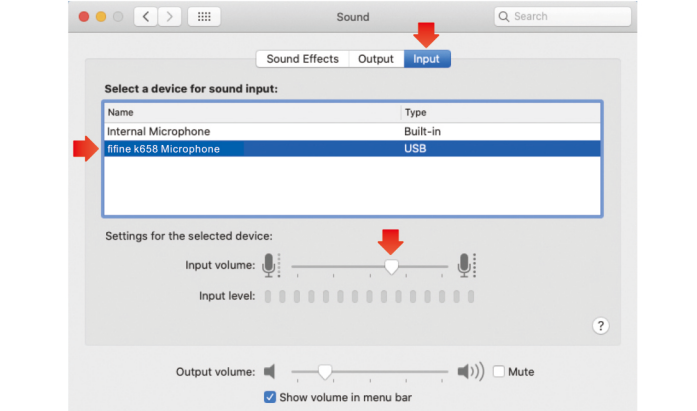 Sound
Search
Sound Effects Output Input
Select a device for sound input:
Name Type
Internal Microphone Built-in
fifine k658 Microphone USB
Settings for the selected device:
Input volume:
Input level:
?
Output volume: Mute
Show volume in menu bar